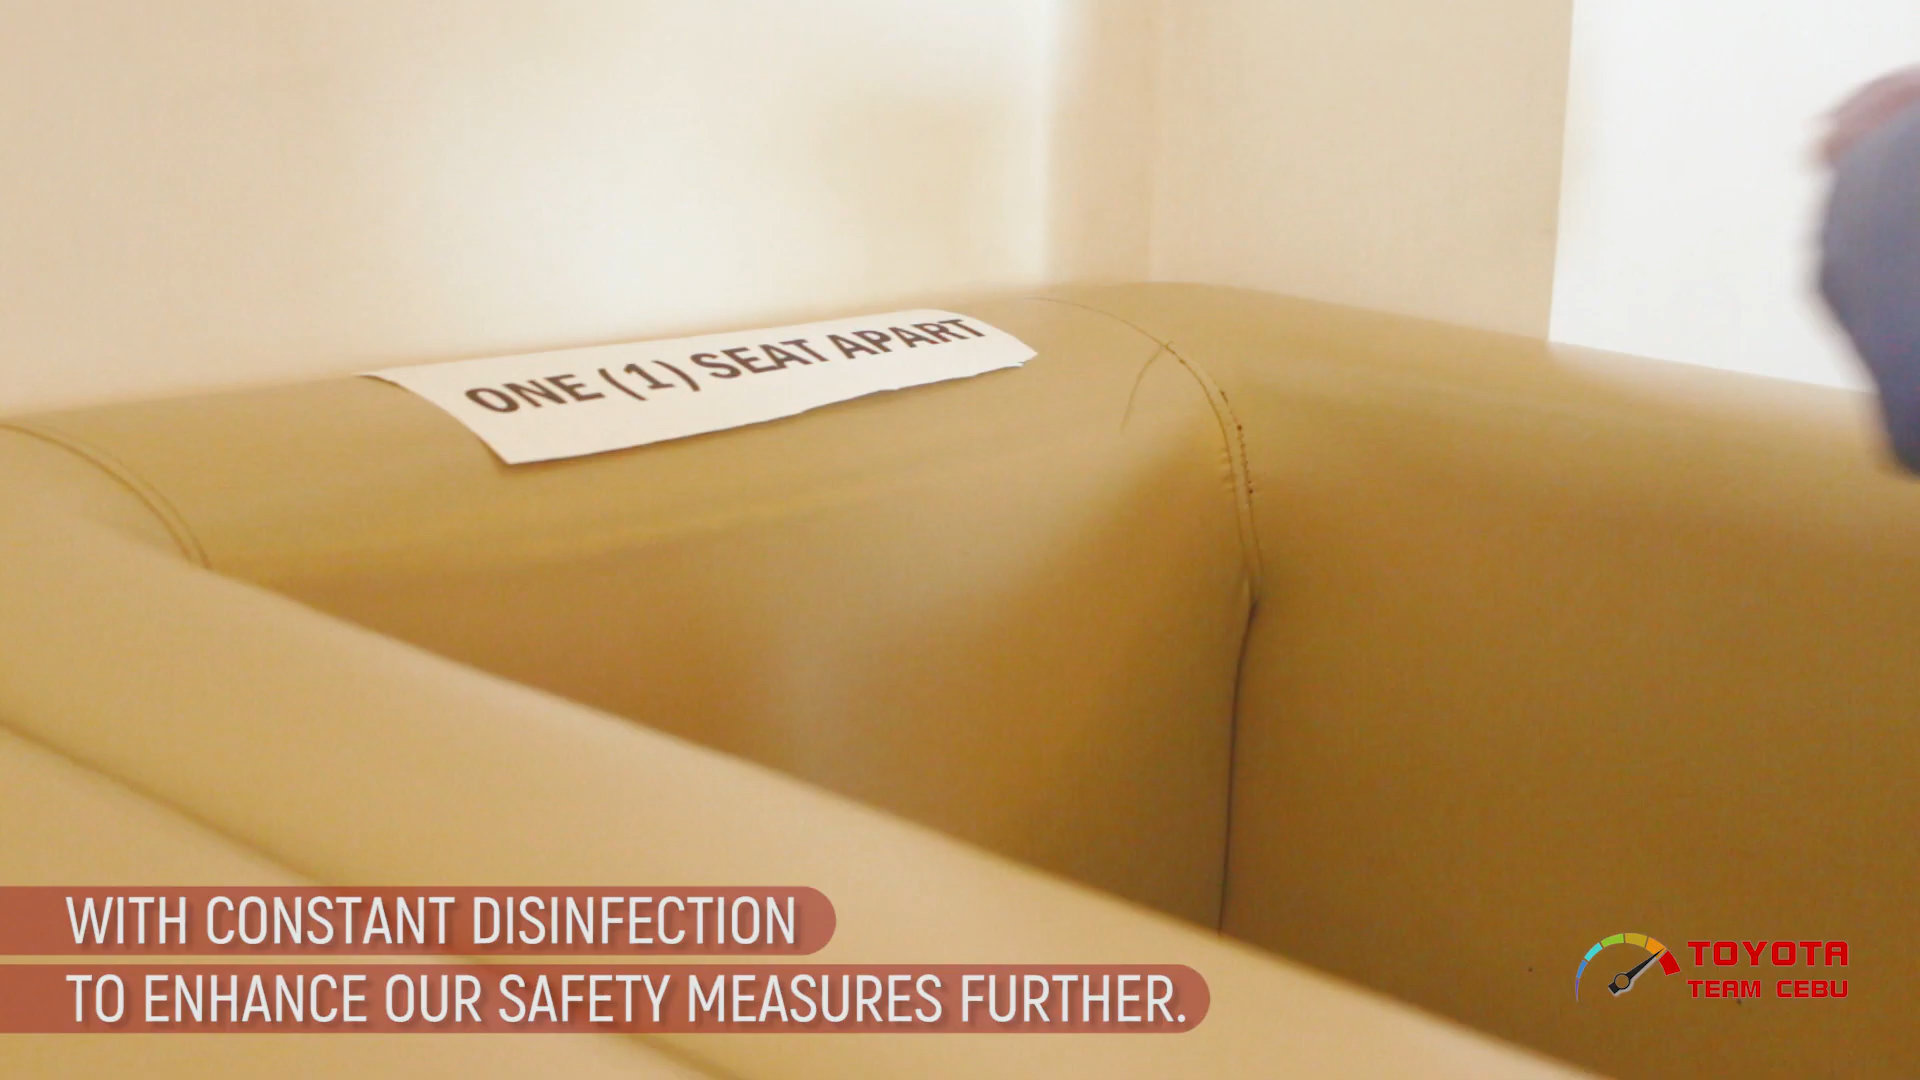 ONE (1) SEAT APART
WITH CONSTANT DISINFECTION
TO ENHANCE OUR SAFETY MEASURES FURTHER.
TOYOTA
TEAM CEBU